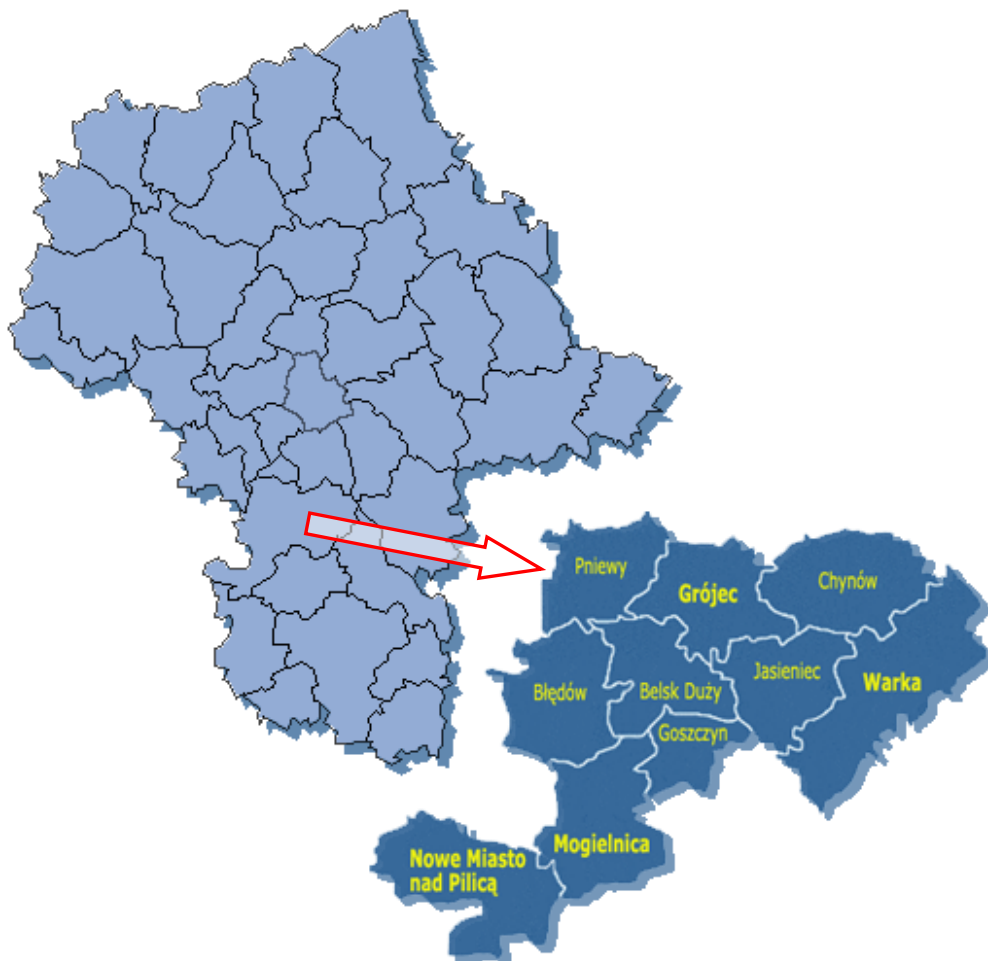 Pniewy
Grójec
Chynów
Błędów
Belsk Duży
Jasieniec
Warka
Goszczyn
Mogielnica
Nowe Miasto
nad Pilicą